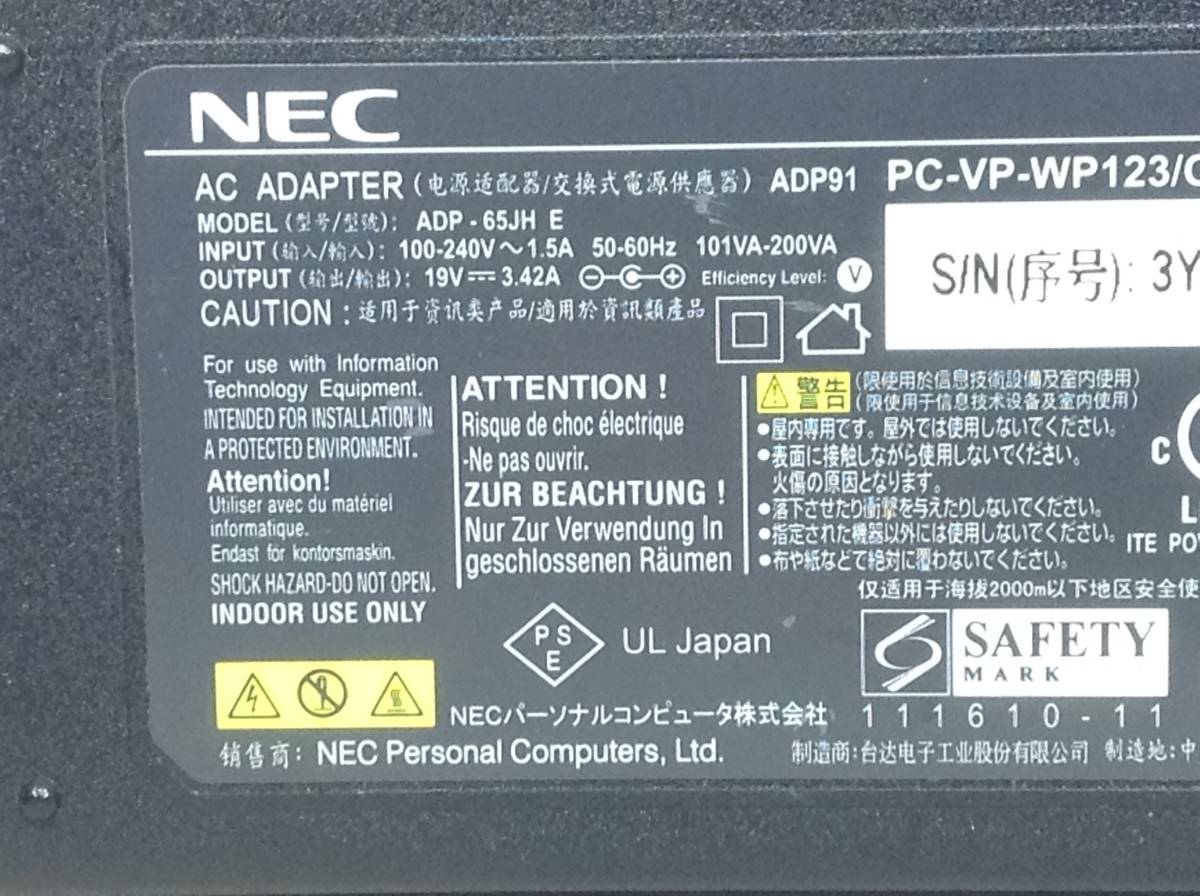 NEC
AC ADAPTER (电源适配器/交換式電源供應器) ADP91 PC-VP-WP123/
MODEL (型号/型號): ADP-65JH E
INPUT (输入/輸入): 100-240V~1.5A 50-60Hz 101VA-200VA
OUTPUT (输出/輸出): 19V⎓3.42A Efficiency Level: V
S/N(序号): 3Y
CAUTION : 适用于资讯类产品/適用於資訊類產品
For use with Information
Technology Equipment.
INTENDED FOR INSTALLATION IN
A PROTECTED ENVIRONMENT.
Attention!
Utiliser avec du matériel
informatique.
Endast för kontorsmaskin.
SHOCK HAZARD-DO NOT OPEN.
INDOOR USE ONLY
ATTENTION !
Risque de choc électrique
-Ne pas ouvrir.
ZUR BEACHTUNG !
Nur Zur Verwendung In
geschlossenen Räumen
警告 (限使用於信息技術設備及室内使用)
(限使用于信息技术设备及室内使用)
●屋内専用です。屋外では使用しないでください。
●表面に接触しながら使用しないでください。
火傷の原因となります。
●落下させたり衝撃を与えたりしないでください。
●指定された機器以外には使用しないでください。
●布や紙などで絶対に覆わないでください。
C
L
ITE PO
仅适用于海拔2000m以下地区安全使
PSE UL Japan
SAFETY
MARK
111610-11
NECパーソナルコンピュータ株式会社
销售商: NEC Personal Computers, Ltd.
制造商:台达电子工业股份有限公司 制造地:中